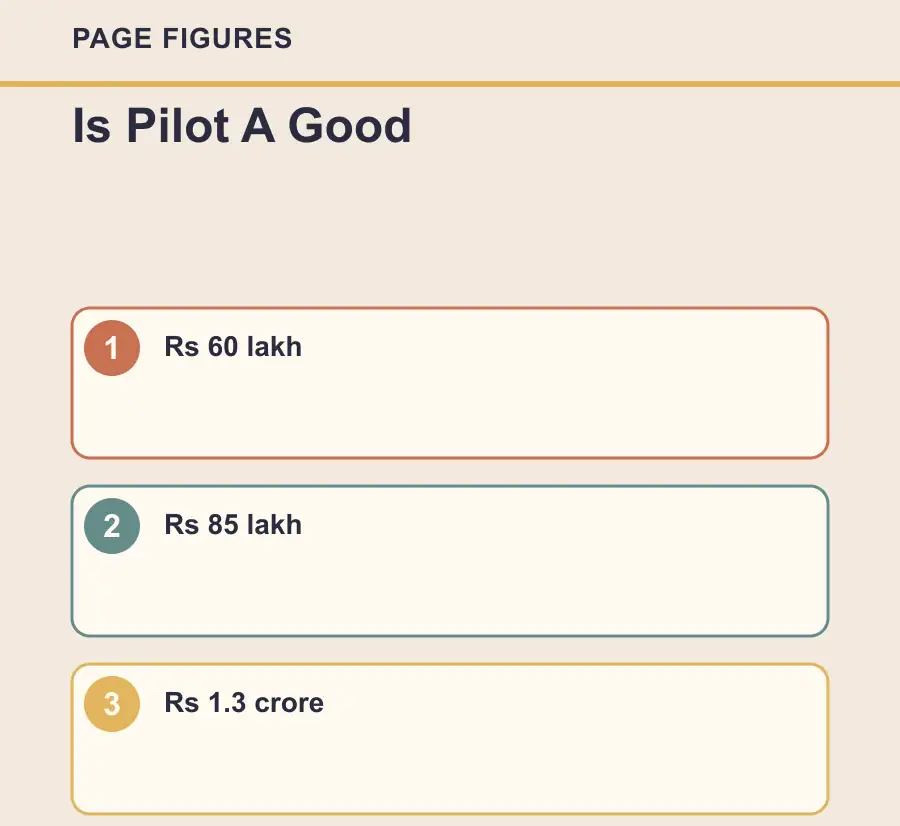 PAGE FIGURES
Is Pilot A Good
1
Rs 60 lakh
2
Rs 85 lakh
3
Rs 1.3 crore